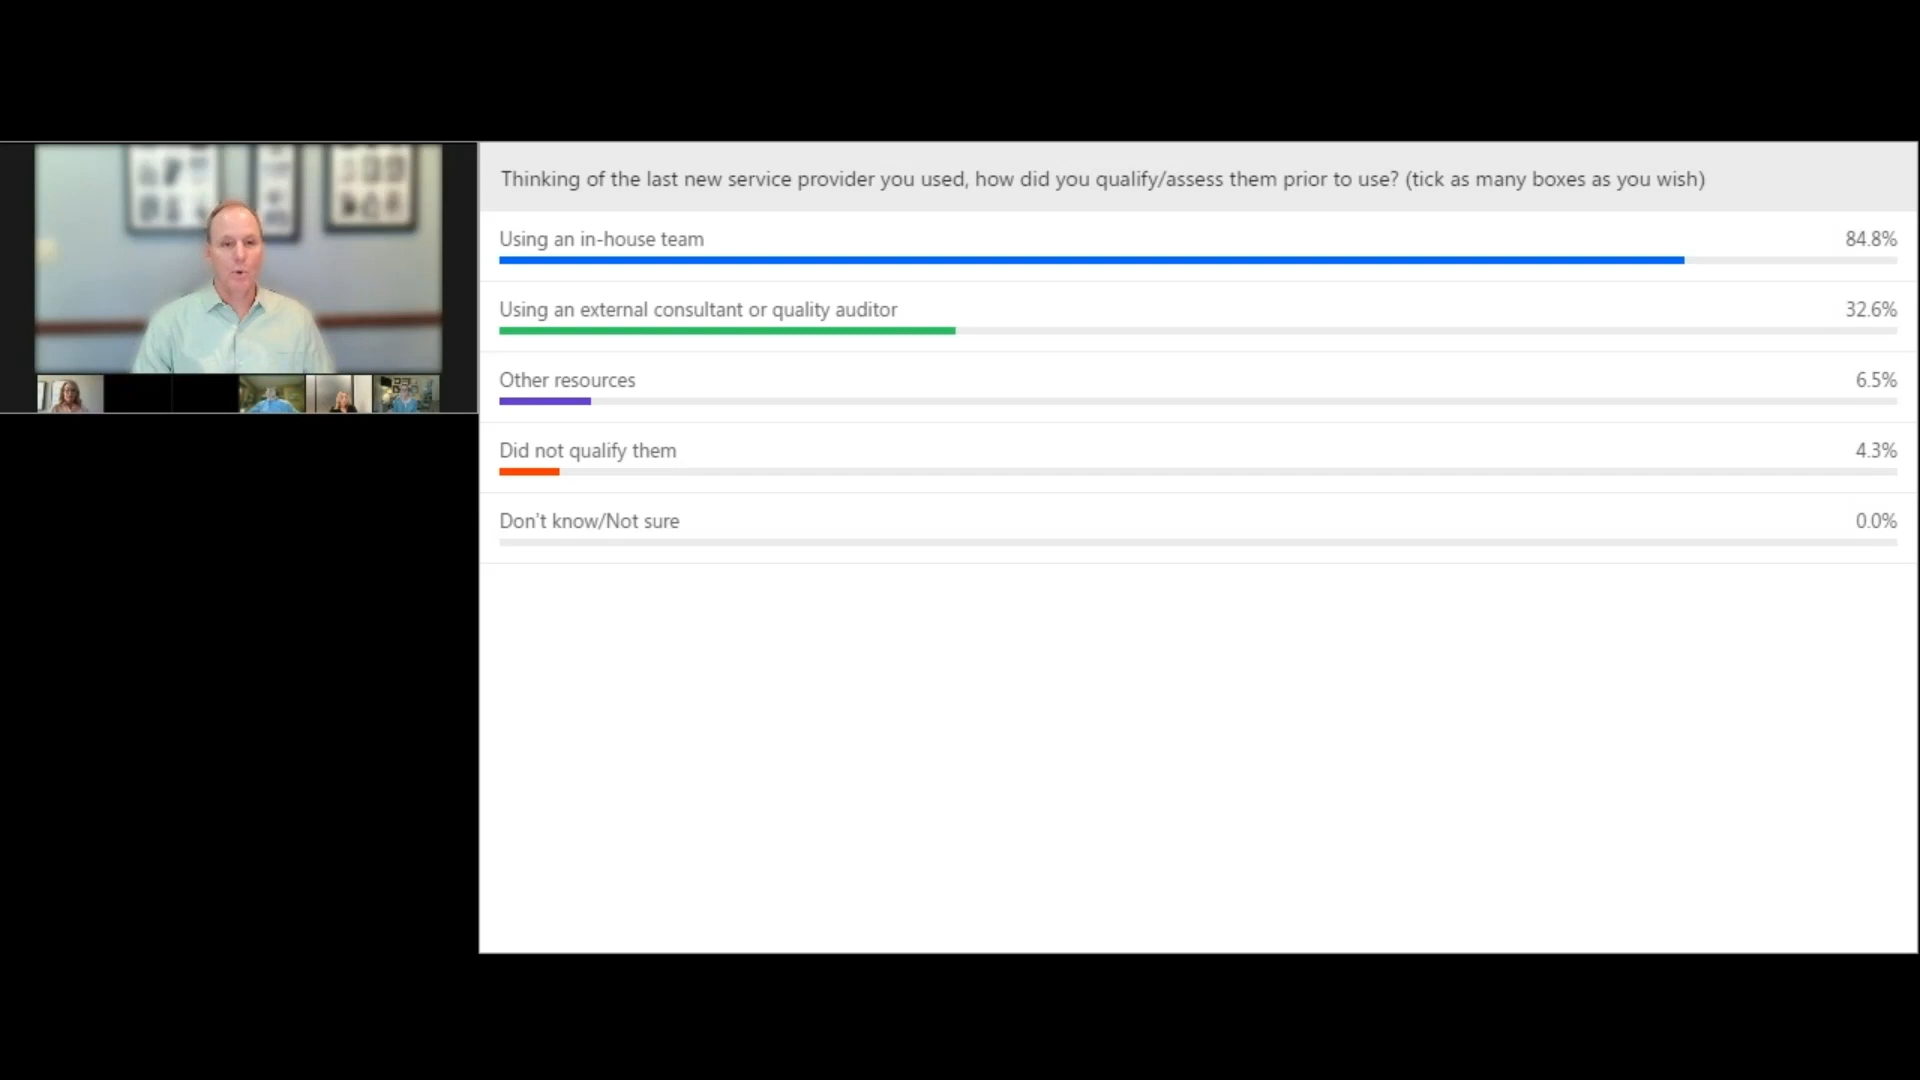 Thinking of the last new service provider you used, how did you qualify/assess them prior to use? (tick as many boxes as you wish)
Using an in-house team 84.8%
Using an external consultant or quality auditor 32.6%
Other resources 6.5%
Did not qualify them 4.3%
Don't know/Not sure 0.0%